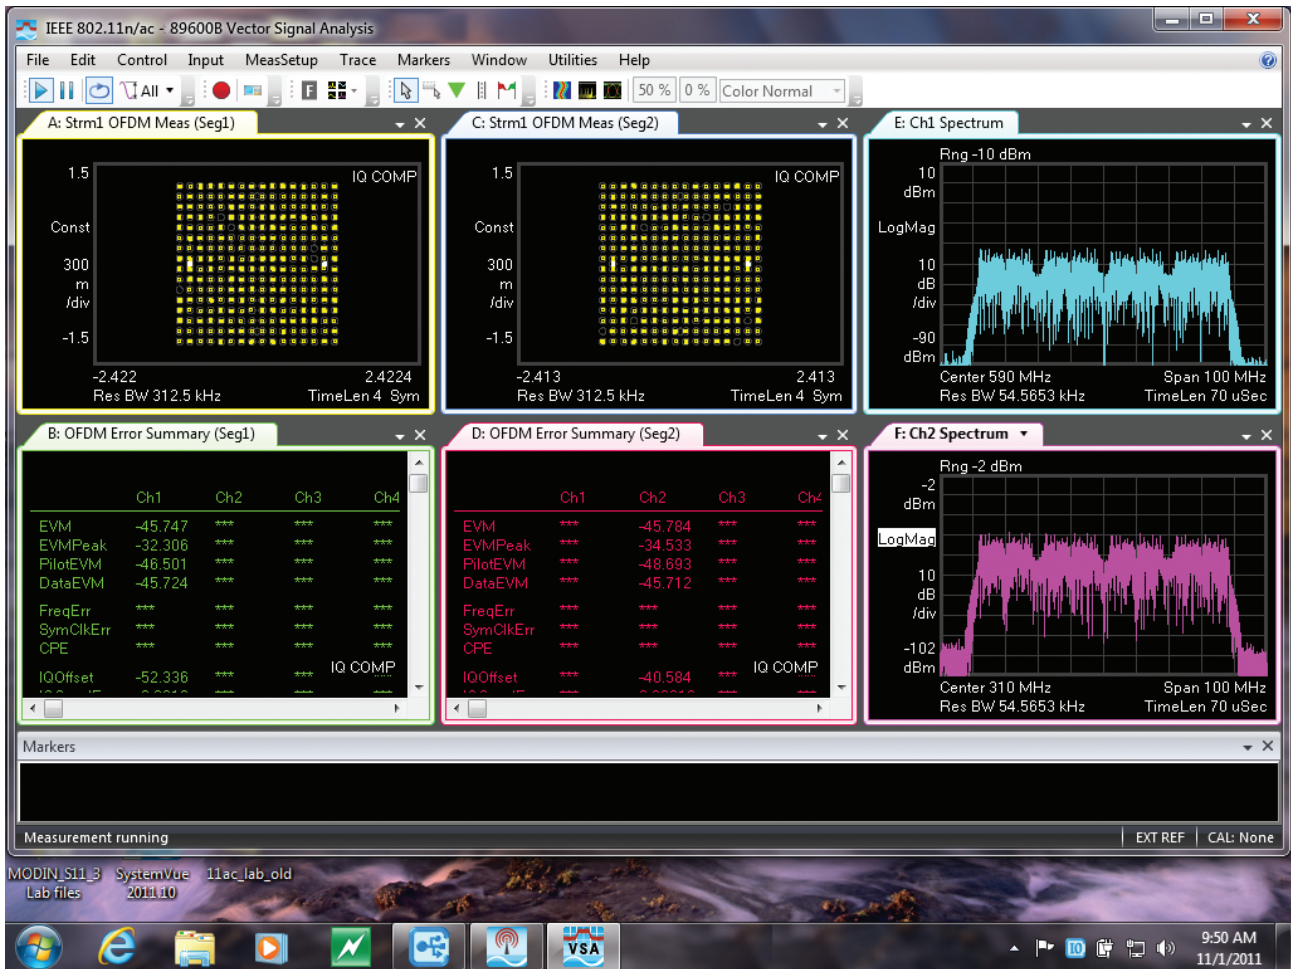 IEEE 802.11n/ac - 89600B Vector Signal Analysis
File Edit Control Input MeasSetup Trace Markers Window Utilities Help
All 50 % 0 % Color Normal
A: Strm1 OFDM Meas (Seg1)
1.5
IQ COMP
Const
300
m
/div
-1.5
-2.422 2.4224
Res BW 312.5 kHz TimeLen 4 Sym
C: Strm1 OFDM Meas (Seg2)
1.5
IQ COMP
Const
300
m
/div
-1.5
-2.413 2.413
Res BW 312.5 kHz TimeLen 4 Sym
E: Ch1 Spectrum
Rng -10 dBm
10
dBm
LogMag
10
dB
/div
-90
dBm
Center 590 MHz Span 100 MHz
Res BW 54.5653 kHz TimeLen 70 uSec
B: OFDM Error Summary (Seg1)
Ch1 Ch2 Ch3 Ch4
EVM -45.747 *** *** ***
EVMPeak -32.306 *** *** ***
PilotEVM -46.501 *** *** ***
DataEVM -45.724 *** *** ***
FreqErr *** *** *** ***
SymClkErr *** *** *** ***
CPE *** *** *** ***
IQ COMP
IQOffset -52.336 *** *** ***
D: OFDM Error Summary (Seg2)
Ch1 Ch2 Ch3 Ch4
EVM *** -45.784 *** ***
EVMPeak *** -34.533 *** ***
PilotEVM *** -48.693 *** ***
DataEVM *** -45.712 *** ***
FreqErr *** *** *** ***
SymClkErr *** *** *** ***
CPE *** *** *** ***
IQ COMP
IQOffset *** -40.584 *** ***
F: Ch2 Spectrum
Rng -2 dBm
-2
dBm
LogMag
10
dB
/div
-102
dBm
Center 310 MHz Span 100 MHz
Res BW 54.5653 kHz TimeLen 70 uSec
Markers
Measurement running EXT REF CAL: None
MODIN_S11_3 SystemVue 11ac_lab_old
Lab files 2011.10
VSA
IO
9:50 AM
11/1/2011